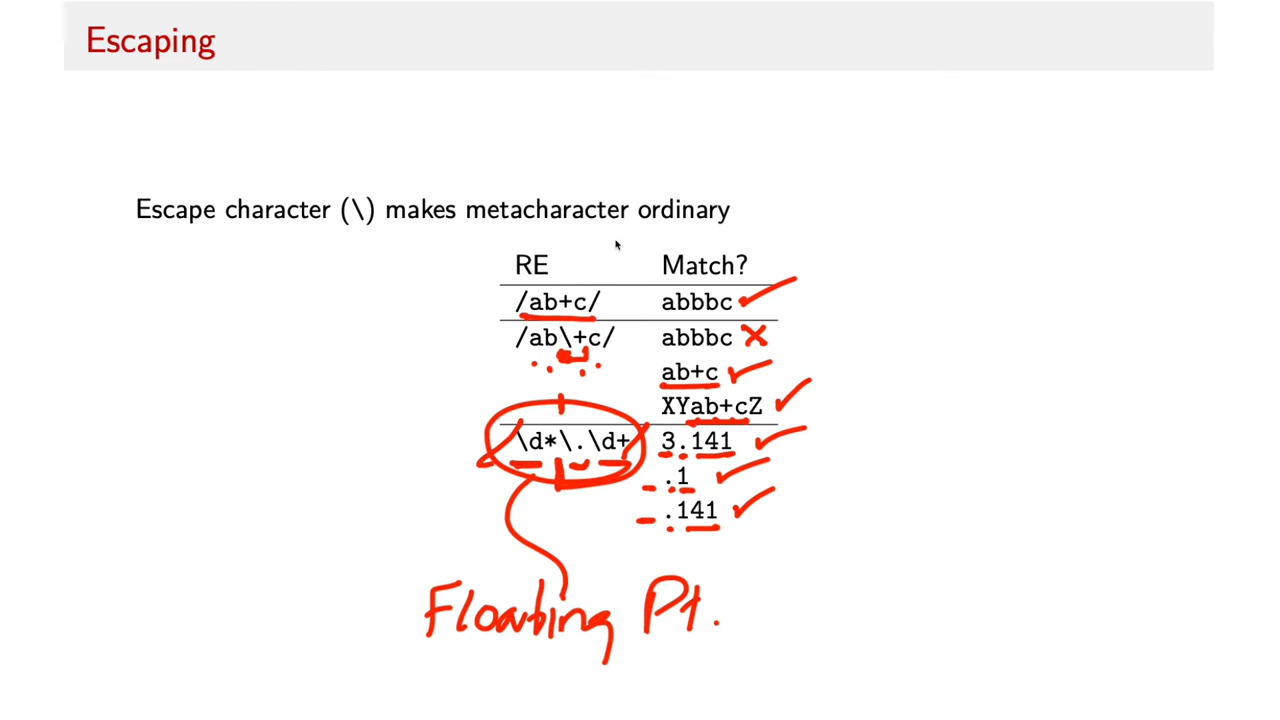 Escaping
Escape character (\) makes metacharacter ordinary
RE Match?
/ab+c/ abbbc
/ab\+c/ abbbc
ab+c
XYab+cZ
\d*\.\d+ 3.141
.1
.141
Floating Pt.